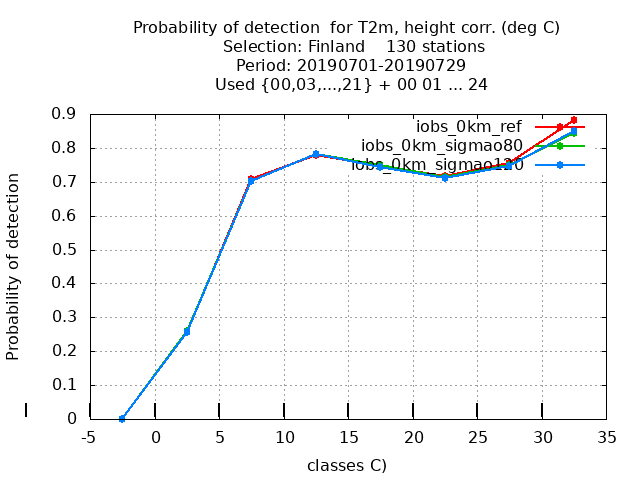 Probability of detection for T2m, height corr. (deg C)
Selection: Finland 130 stations
Period: 20190701-20190729
Used {00,03,...,21} + 00 01 ... 24
Probability of detection
0.9
0.8
0.7
0.6
0.5
0.4
0.3
0.2
0.1
0
iobs_0km_ref
iobs_0km_sigmao80
iobs_0km_sigmao120
-5
0
5
10
15
20
25
30
35
classes C)